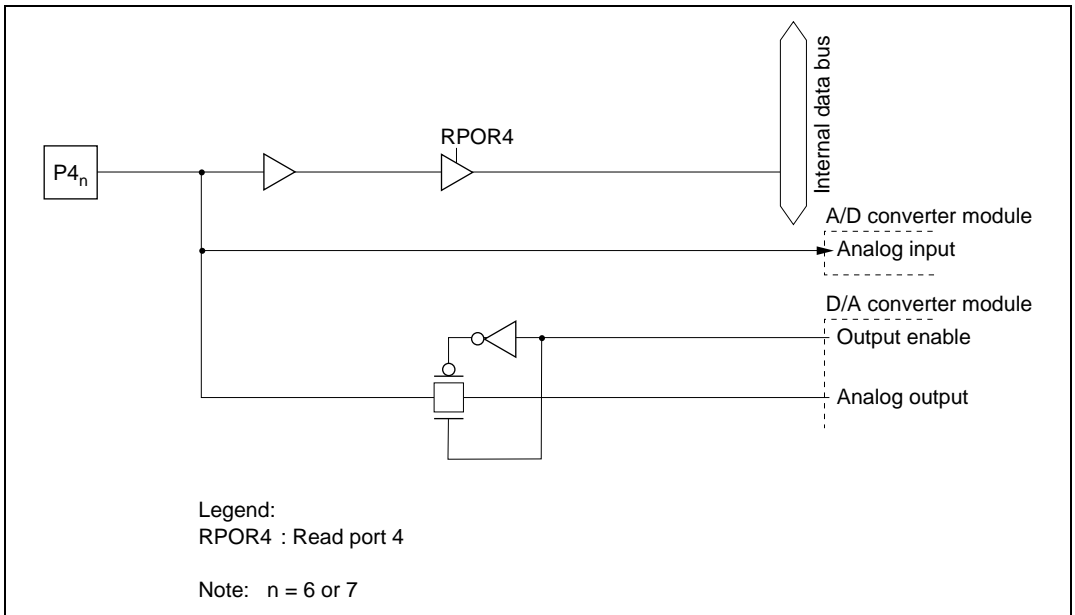 RPOR4
P4n
Internal data bus
A/D converter module
Analog input
D/A converter module
Output enable
Analog output
Legend:
RPOR4 : Read port 4
Note: n = 6 or 7